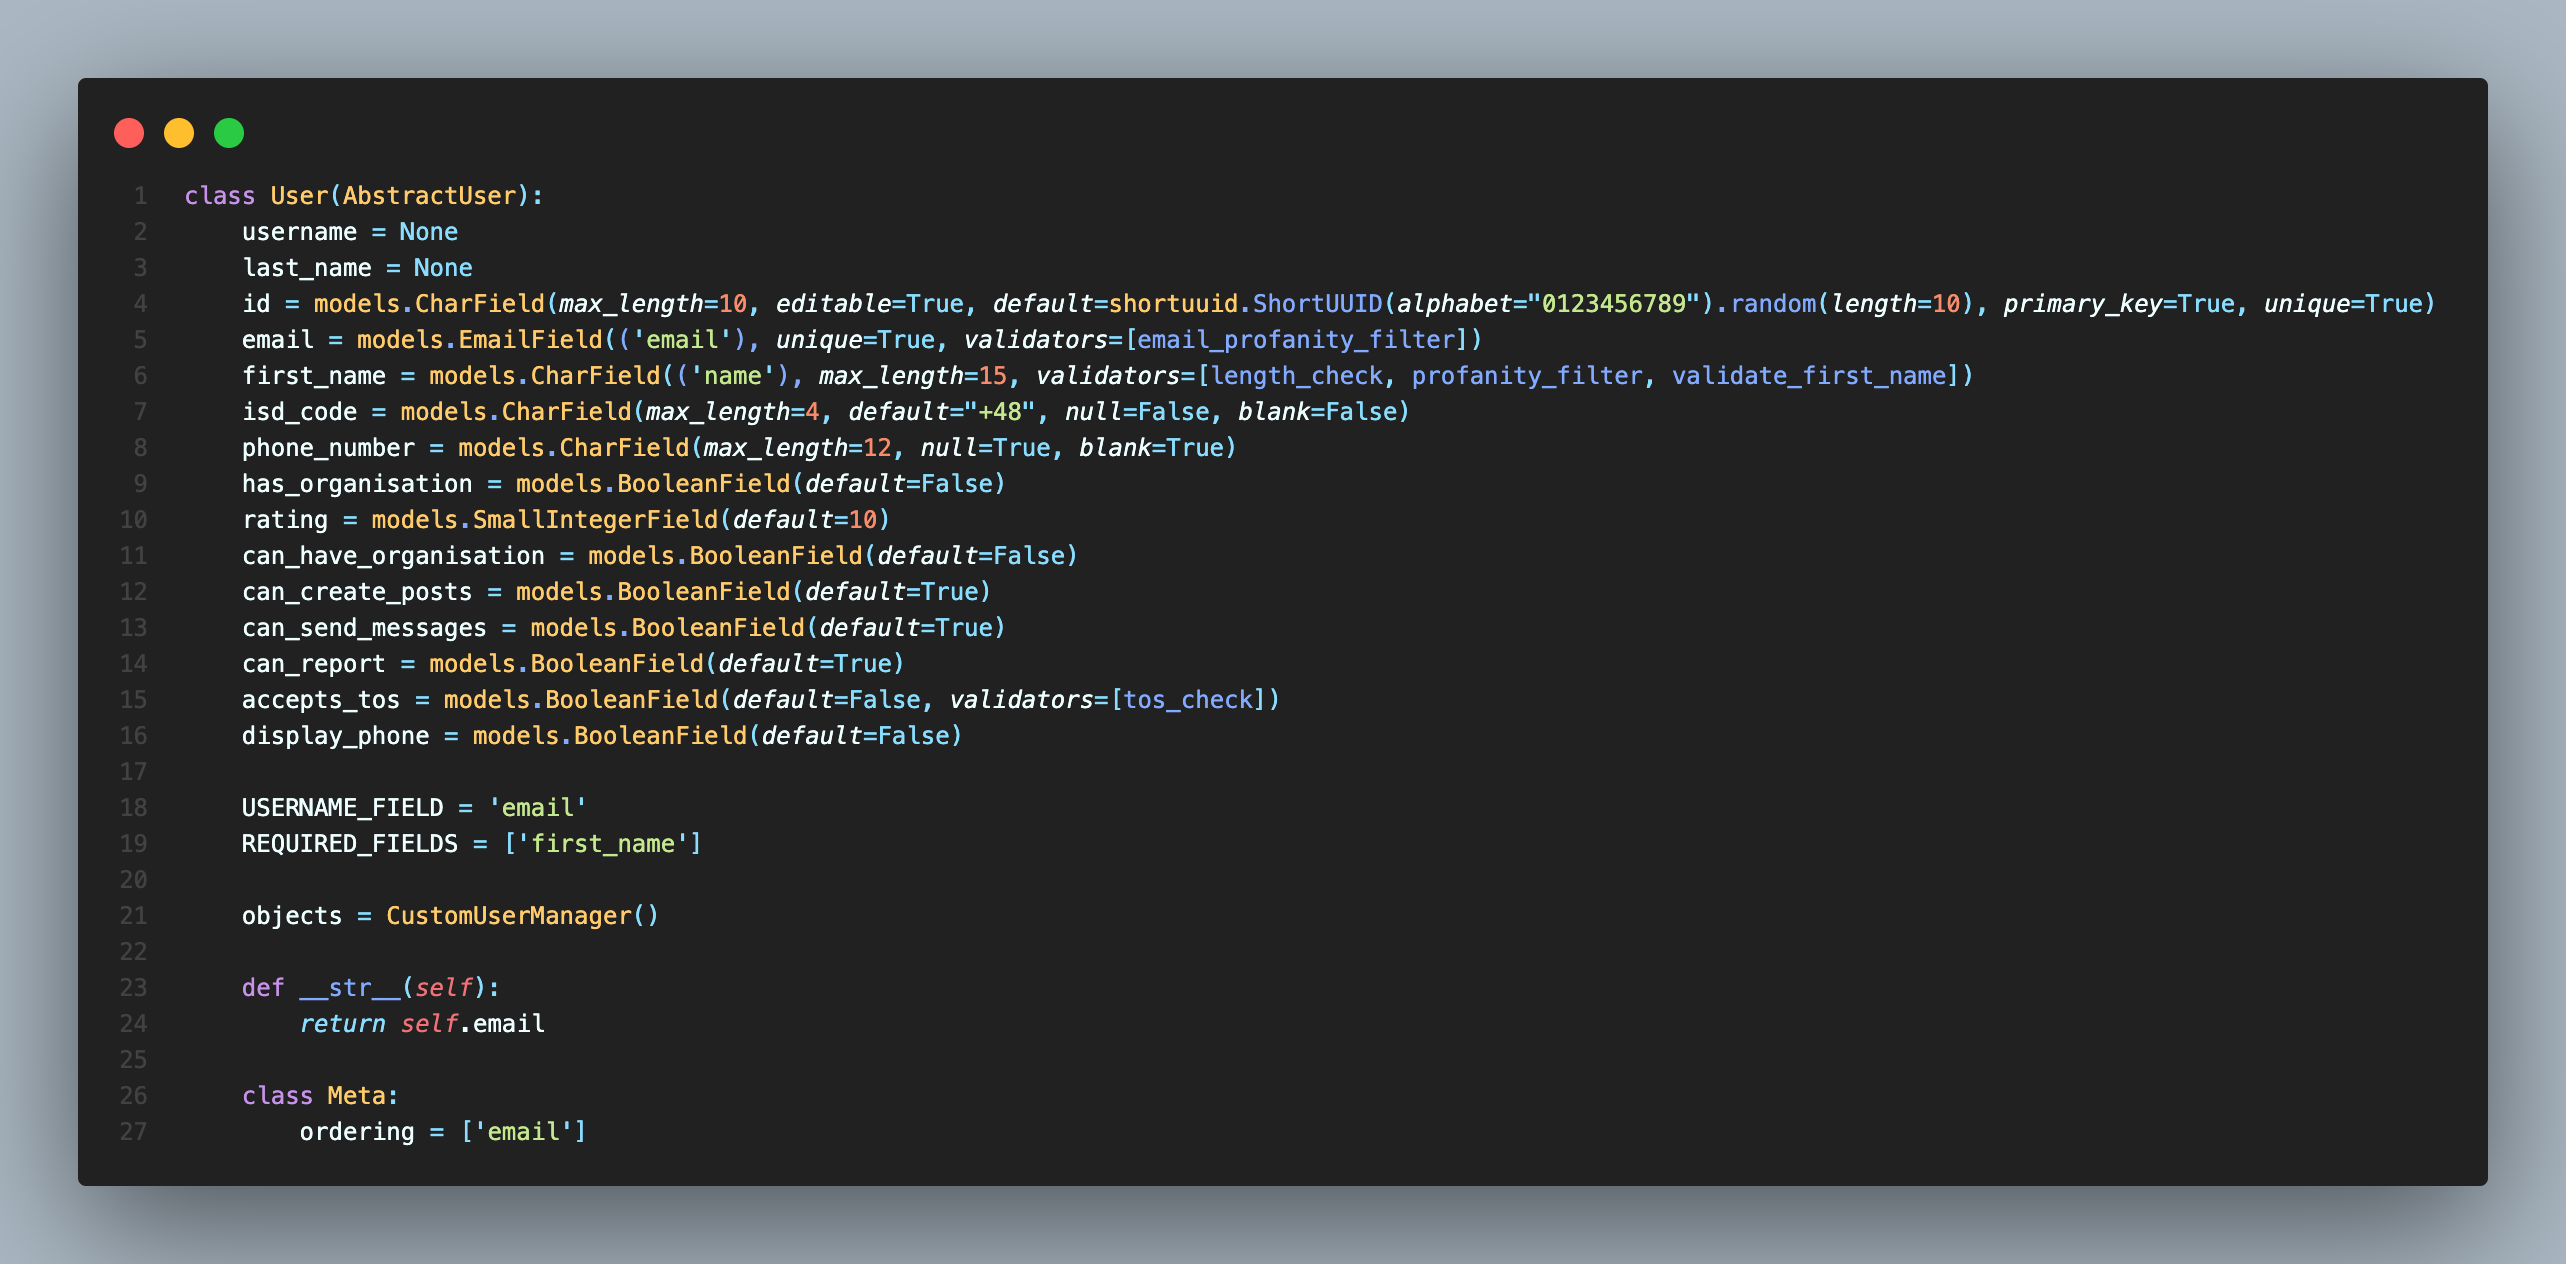 1 class User(AbstractUser):
2     username = None
3     last_name = None
4     id = models.CharField(max_length=10, editable=True, default=shortuuid.ShortUUID(alphabet="0123456789").random(length=10), primary_key=True, unique=True)
5     email = models.EmailField(('email'), unique=True, validators=[email_profanity_filter])
6     first_name = models.CharField(('name'), max_length=15, validators=[length_check, profanity_filter, validate_first_name])
7     isd_code = models.CharField(max_length=4, default="+48", null=False, blank=False)
8     phone_number = models.CharField(max_length=12, null=True, blank=True)
9     has_organisation = models.BooleanField(default=False)
10     rating = models.SmallIntegerField(default=10)
11     can_have_organisation = models.BooleanField(default=False)
12     can_create_posts = models.BooleanField(default=True)
13     can_send_messages = models.BooleanField(default=True)
14     can_report = models.BooleanField(default=True)
15     accepts_tos = models.BooleanField(default=False, validators=[tos_check])
16     display_phone = models.BooleanField(default=False)
17
18     USERNAME_FIELD = 'email'
19     REQUIRED_FIELDS = ['first_name']
20
21     objects = CustomUserManager()
22
23     def __str__(self):
24         return self.email
25
26     class Meta:
27         ordering = ['email']